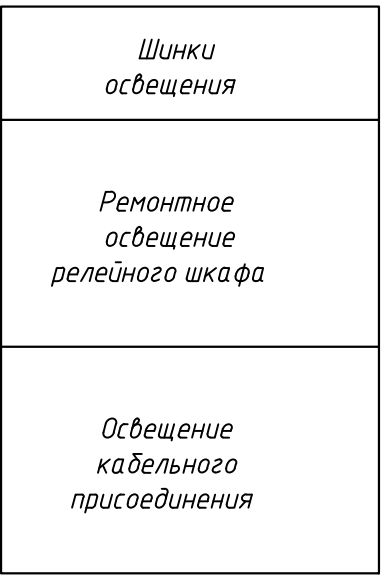 Шинки
освещения
Ремонтное
освещение
релейного шкафа
Освещение
кабельного
присоединения